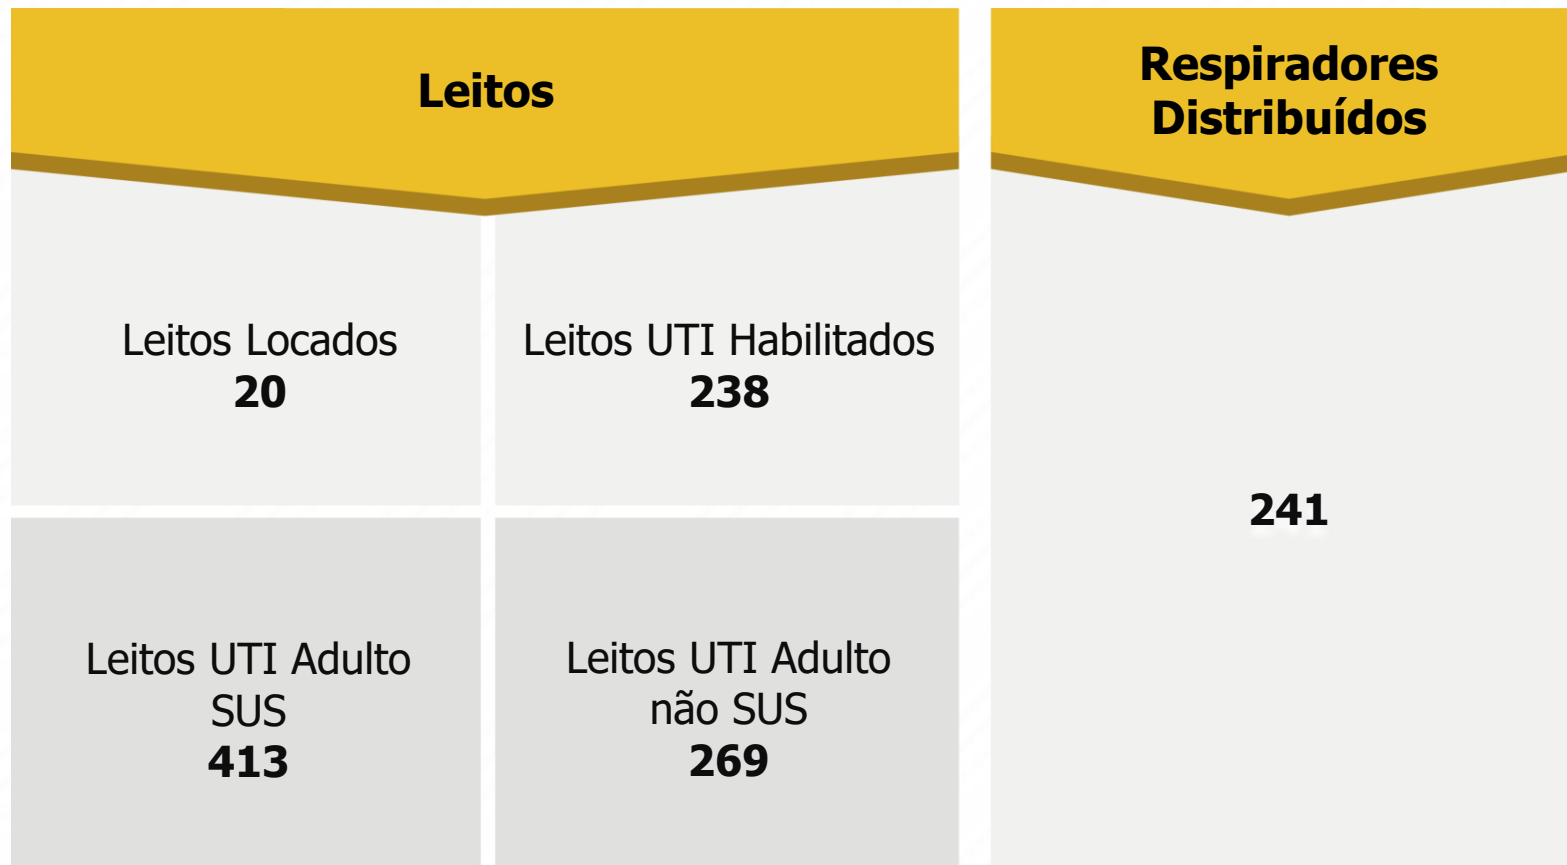 Leitos
Leitos Locados
20
Leitos UTI Habilitados
238
Leitos UTI Adulto
SUS
413
Leitos UTI Adulto
não SUS
269
Respiradores
Distribuídos
241